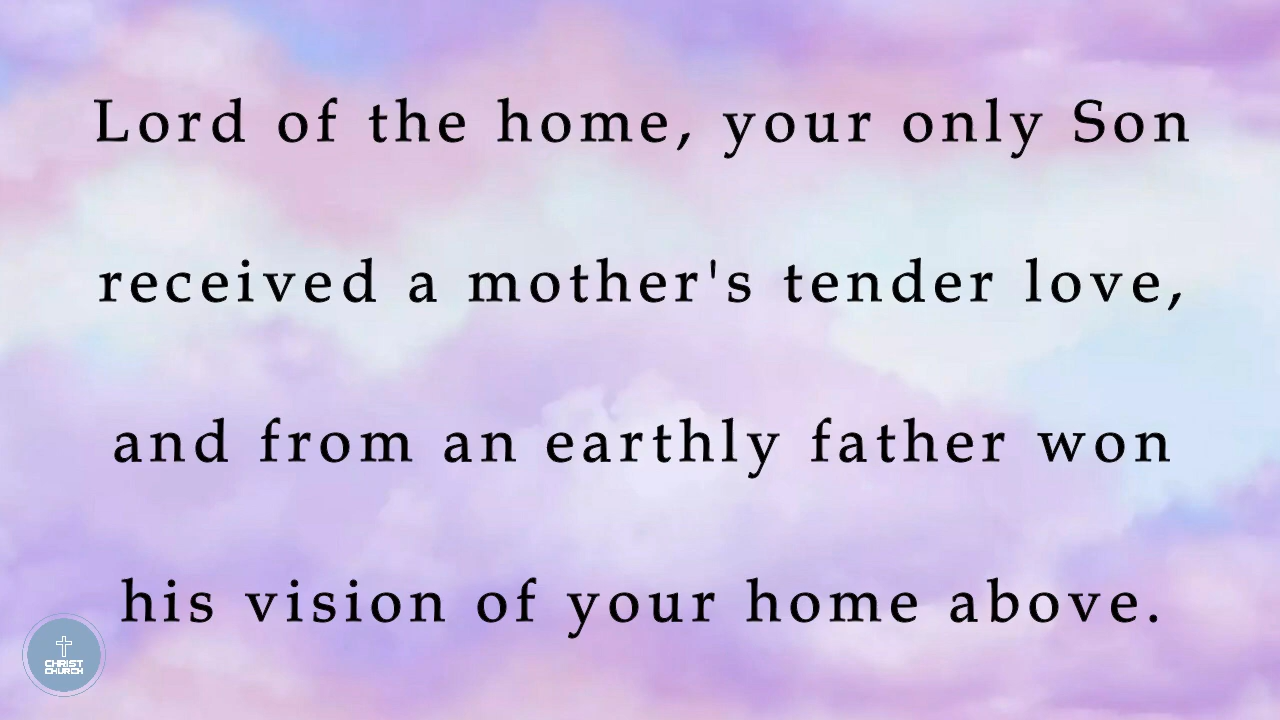 Lord of the home, your only Son
received a mother's tender love,
and from an earthly father won
his vision of your home above.
CHRIST
CHURCH